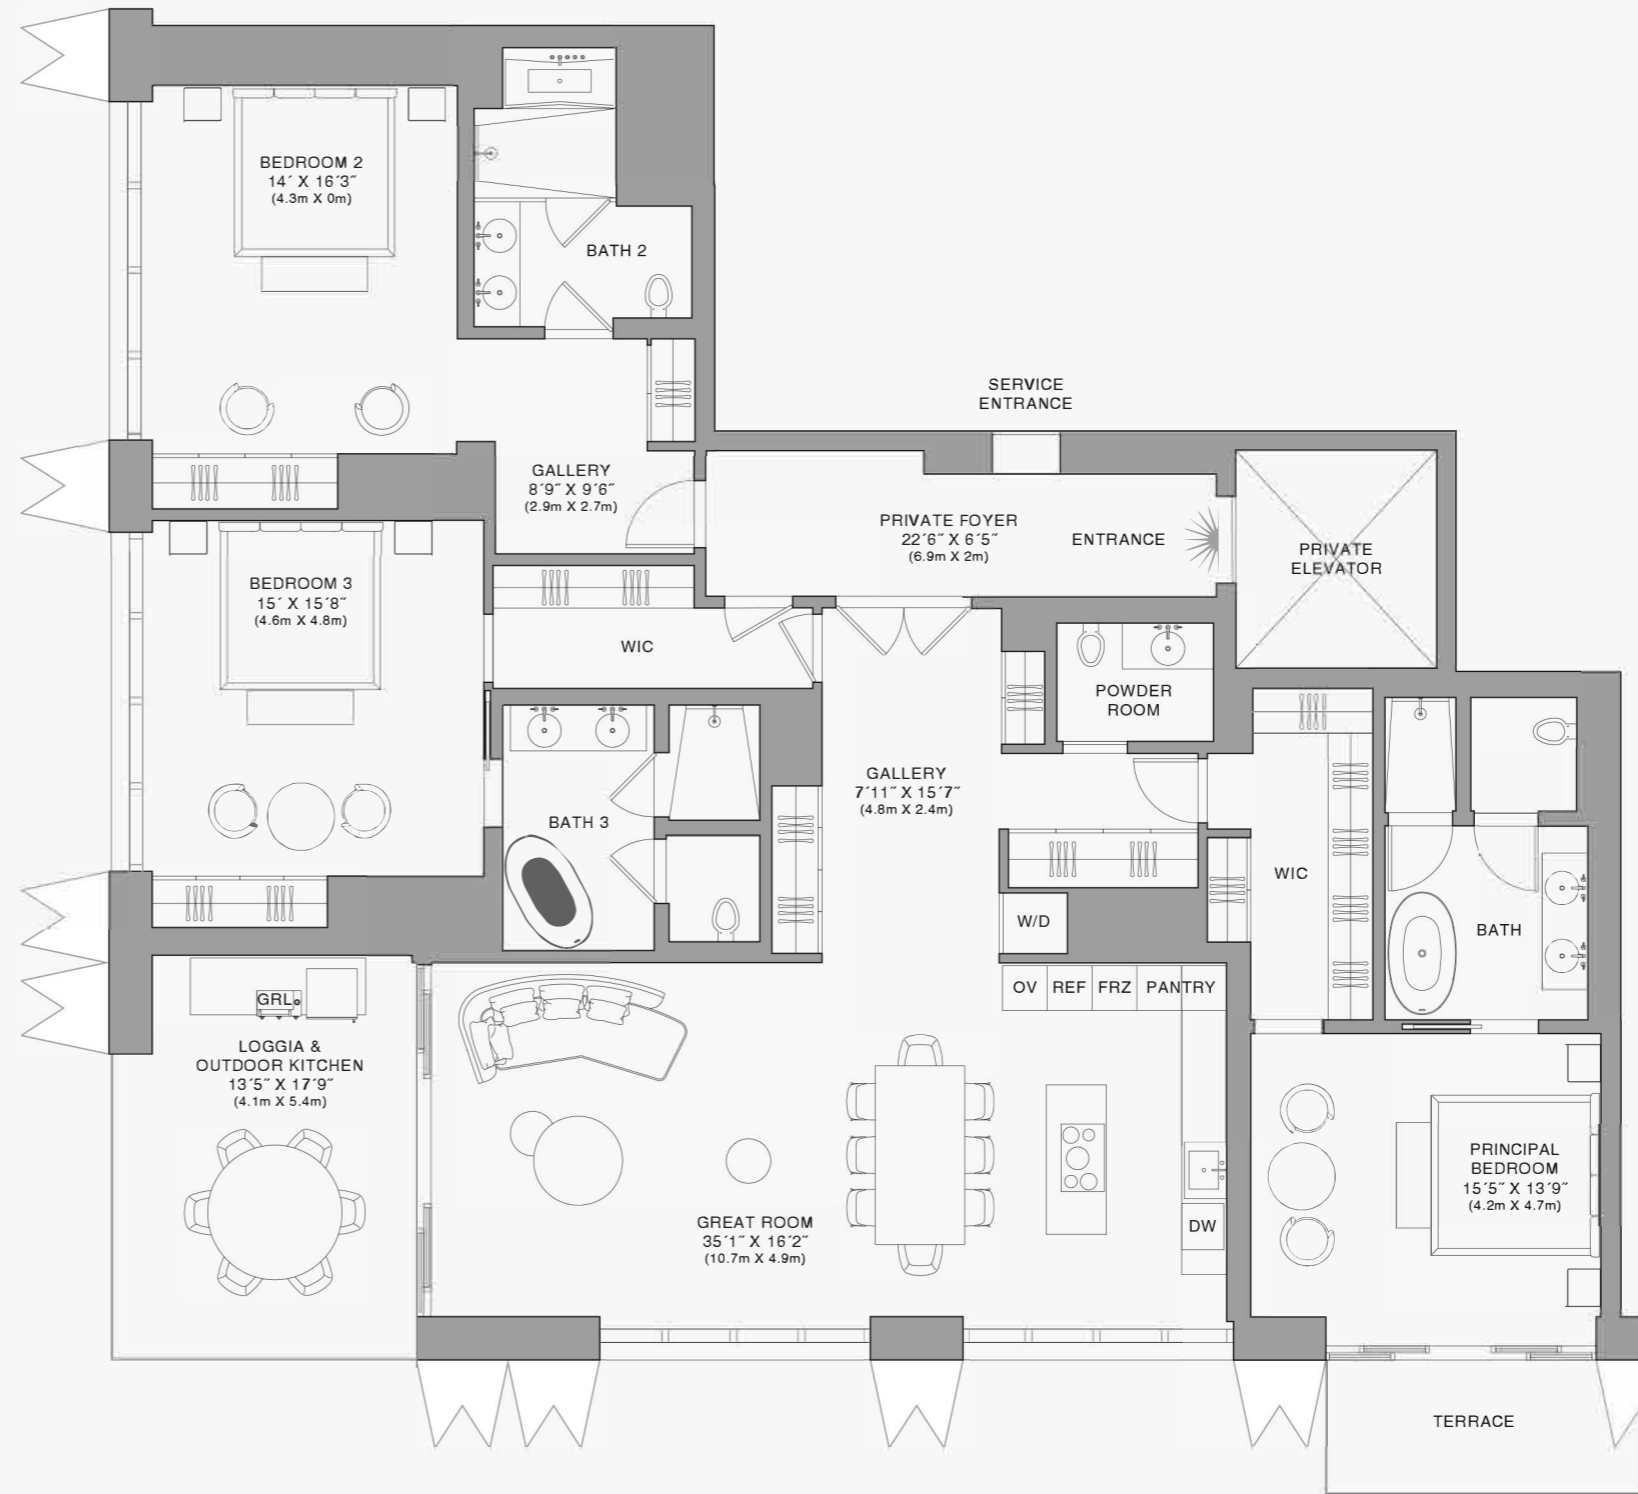 BEDROOM 2
14´ X 16´3˝
(4.3m X 0m)
BATH 2
SERVICE
ENTRANCE
GALLERY
8´9˝ X 9´6˝
(2.9m X 2.7m)
PRIVATE FOYER
22´6˝ X 6´5˝
(6.9m X 2m)
ENTRANCE
PRIVATE
ELEVATOR
BEDROOM 3
15´ X 15´8˝
(4.6m X 4.8m)
WIC
POWDER
ROOM
GALLERY
7´11˝ X 15´7˝
(4.8m X 2.4m)
BATH 3
WIC
W/D
BATH
OV
REF
FRZ
PANTRY
GRL
LOGGIA &
OUTDOOR KITCHEN
13´5˝ X 17´9˝
(4.1m X 5.4m)
PRINCIPAL
BEDROOM
15´5˝ X 13´9˝
(4.2m X 4.7m)
GREAT ROOM
35´1˝ X 16´2˝
(10.7m X 4.9m)
DW
TERRACE